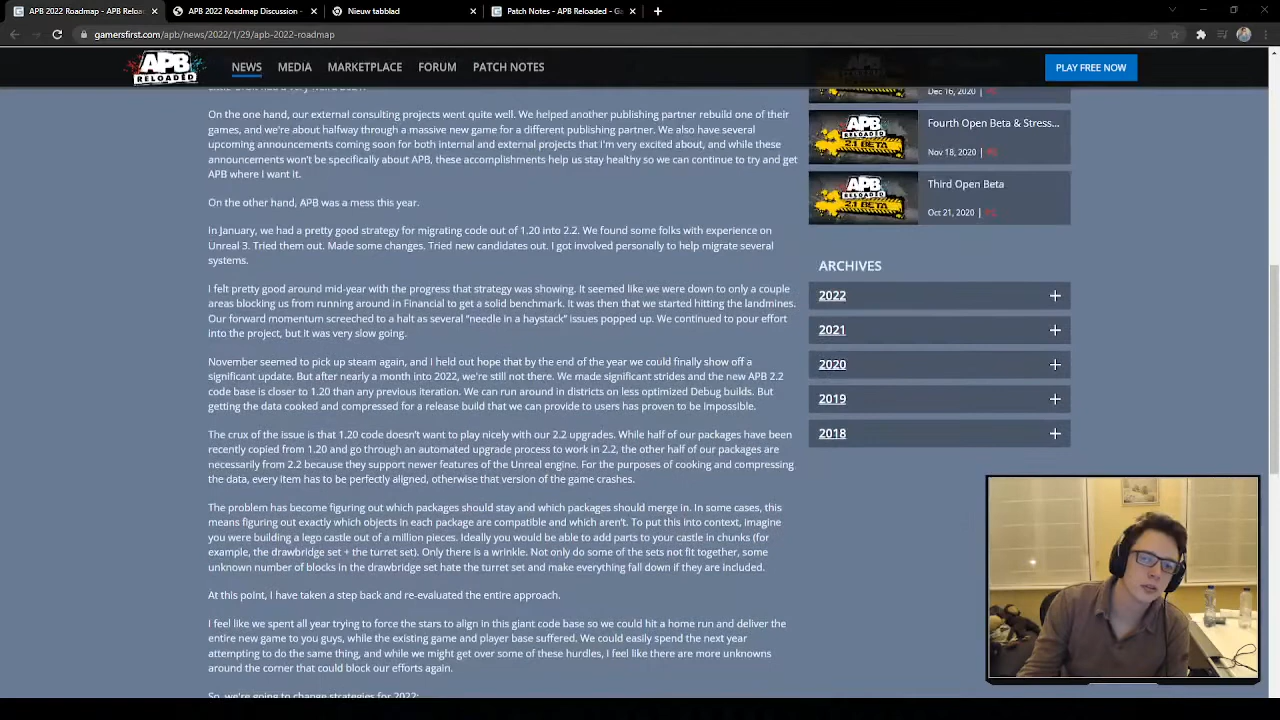 APB 2022 Roadmap - APB Reloa
APB 2022 Roadmap Discussion -
Nieuw tabblad
Patch Notes - APB Reloaded - Ga
gamersfirst.com/apb/news/2022/1/29/apb-2022-roadmap
APB RELOADED
NEWS
MEDIA
MARKETPLACE
FORUM
PATCH NOTES
PLAY FREE NOW
On the one hand, our external consulting projects went quite well. We helped another publishing partner rebuild one of their
games, and we're about halfway through a massive new game for a different publishing partner. We also have several
upcoming announcements coming soon for both internal and external projects that I'm very excited about, and while these
announcements won't be specifically about APB, these accomplishments help us stay healthy so we can continue to try and get
APB where I want it.
On the other hand, APB was a mess this year.
In January, we had a pretty good strategy for migrating code out of 1.20 into 2.2. We found some folks with experience on
Unreal 3. Tried them out. Made some changes. Tried new candidates out. I got involved personally to help migrate several
systems.
I felt pretty good around mid-year with the progress that strategy was showing. It seemed like we were down to only a couple
areas blocking us from running around in Financial to get a solid benchmark. It was then that we started hitting the landmines.
Our forward momentum screeched to a halt as several "needle in a haystack" issues popped up. We continued to pour effort
into the project, but it was very slow going.
November seemed to pick up steam again, and I held out hope that by the end of the year we could finally show off a
significant update. But after nearly a month into 2022, we're still not there. We made significant strides and the new APB 2.2
code base is closer to 1.20 than any previous iteration. We can run around in districts on less optimized Debug builds. But
getting the data cooked and compressed for a release build that we can provide to users has proven to be impossible.
The crux of the issue is that 1.20 code doesn't want to play nicely with our 2.2 upgrades. While half of our packages have been
recently copied from 1.20 and go through an automated upgrade process to work in 2.2, the other half of our packages are
necessarily from 2.2 because they support newer features of the Unreal engine. For the purposes of cooking and compressing
the data, every item has to be perfectly aligned, otherwise that version of the game crashes.
The problem has become figuring out which packages should stay and which packages should merge in. In some cases, this
means figuring out exactly which objects in each package are compatible and which aren't. To put this into context, imagine
you were building a lego castle out of a million pieces. Ideally you would be able to add parts to your castle in chunks (for
example, the drawbridge set + the turret set). Only there is a wrinkle. Not only do some of the sets not fit together, some
unknown number of blocks in the drawbridge set hate the turret set and make everything fall down if they are included.
At this point, I have taken a step back and re-evaluated the entire approach.
I feel like we spent all year trying to force the stars to align in this giant code base so we could hit a home run and deliver the
entire new game to you guys, while the existing game and player base suffered. We could easily spend the next year
attempting to do the same thing, and while we might get over some of these hurdles, I feel like there are more unknowns
around the corner that could block our efforts again.
So, we're going to change strategies for 2022:
Dec 16, 2020 |
APB RELOADED 2.1 BETA
Fourth Open Beta & Stress...
Nov 18, 2020 |
APB RELOADED 2.1 BETA
Third Open Beta
Oct 21, 2020 |
ARCHIVES
2022 +
2021 +
2020 +
2019 +
2018 +